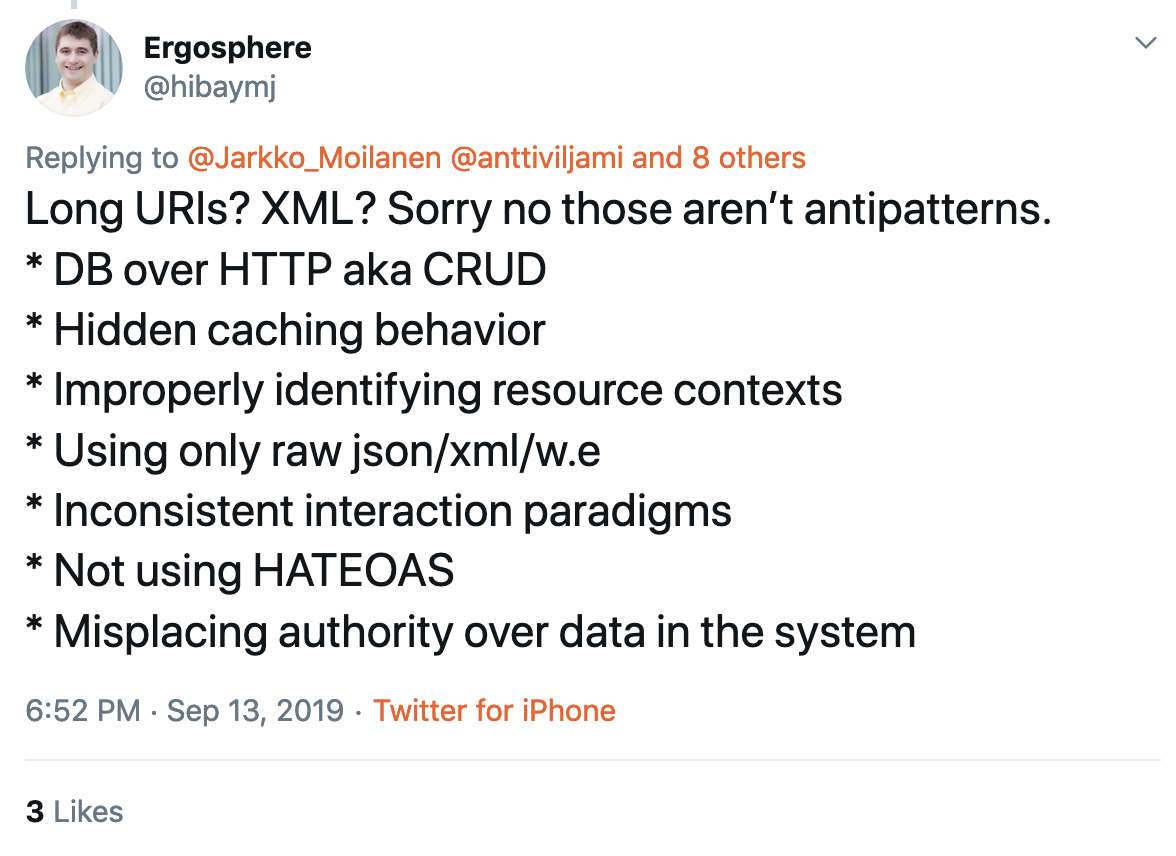 Ergosphere
@hibaymj
Replying to @Jarkko_Moilanen @anttiviljami and 8 others
Long URIs? XML? Sorry no those aren’t antipatterns.
* DB over HTTP aka CRUD
* Hidden caching behavior
* Improperly identifying resource contexts
* Using only raw json/xml/w.e
* Inconsistent interaction paradigms
* Not using HATEOAS
* Misplacing authority over data in the system
6:52 PM · Sep 13, 2019 · Twitter for iPhone
3 Likes